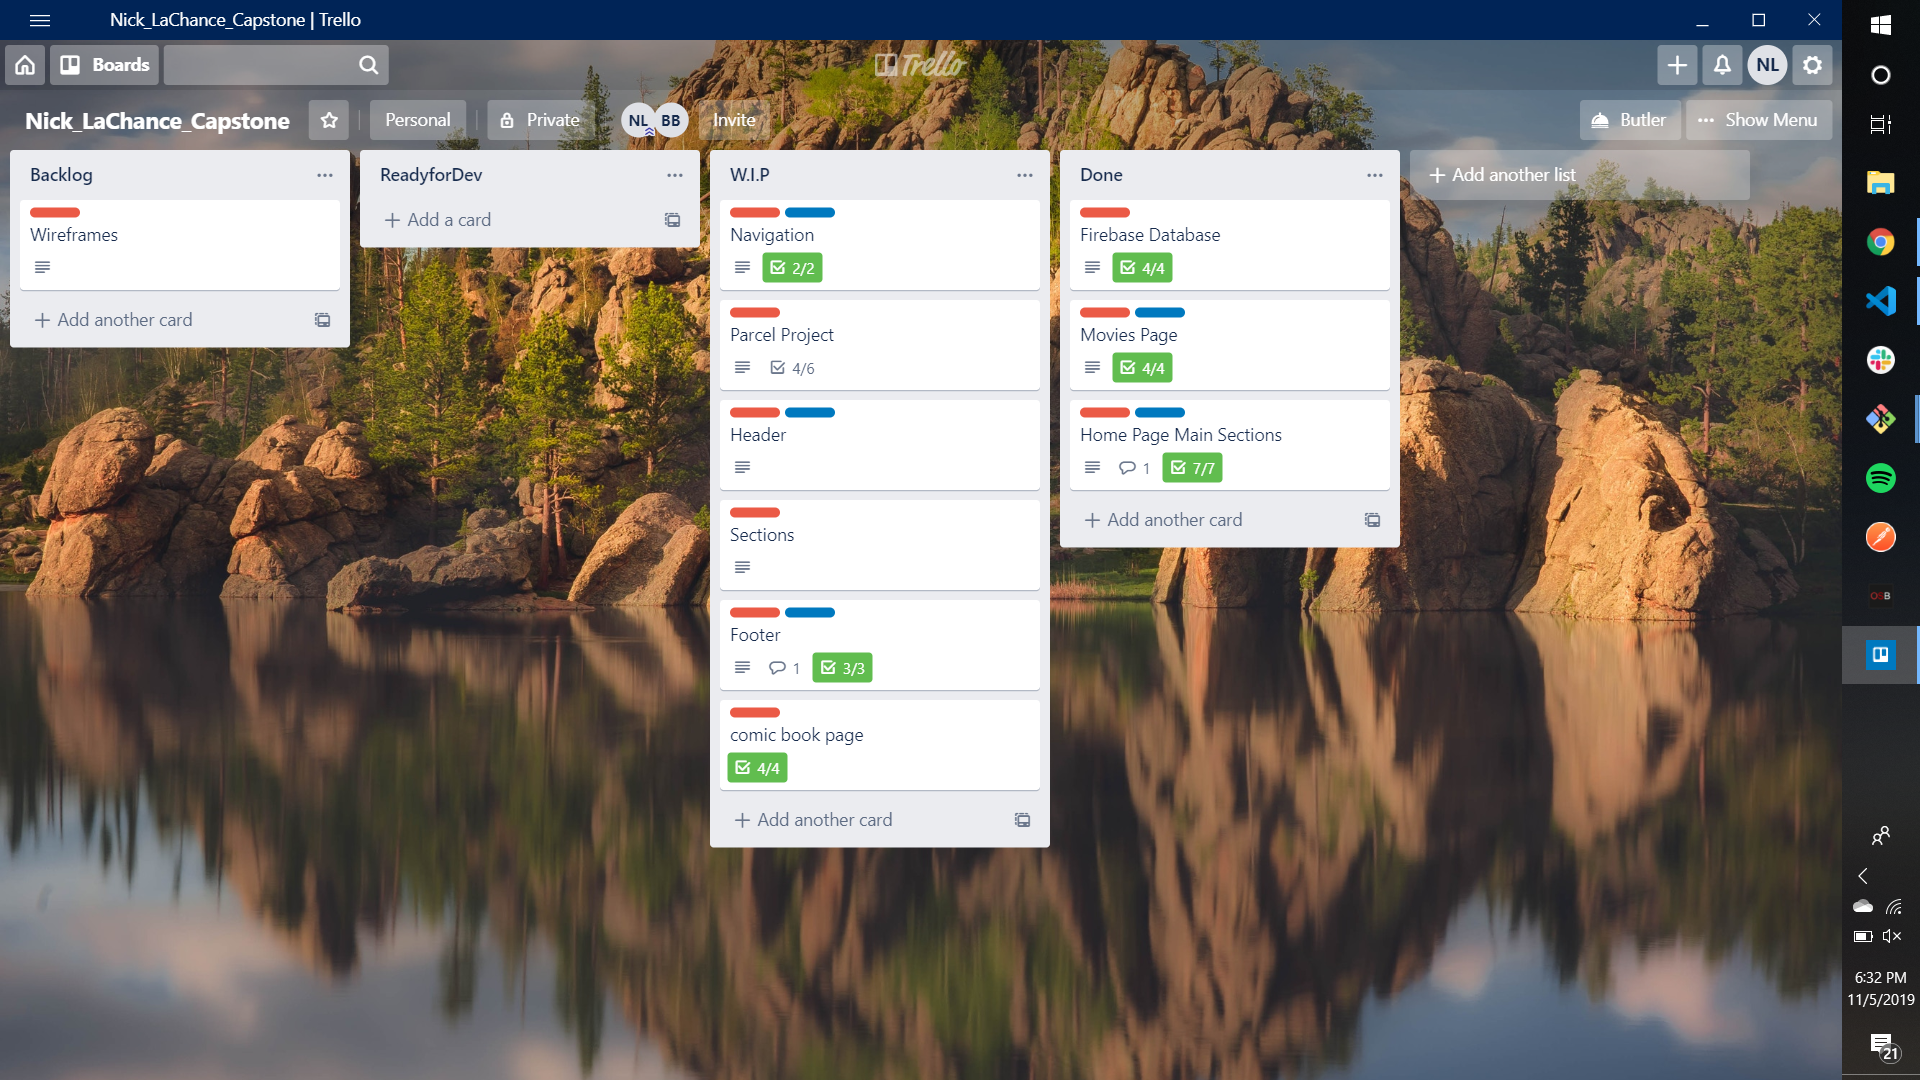 Nick_LaChance_Capstone | Trello
Boards
Trello
NL
Nick_LaChance_Capstone
Personal
Private
NL
BB
Invite
Butler
Show Menu
Backlog
Wireframes
Add another card
ReadyforDev
Add a card
W.I.P
Navigation
2/2
Parcel Project
4/6
Header
Sections
Footer
1
3/3
comic book page
4/4
Add another card
Done
Firebase Database
4/4
Movies Page
4/4
Home Page Main Sections
1
7/7
Add another card
Add another list
OSB
6:32 PM
11/5/2019
21